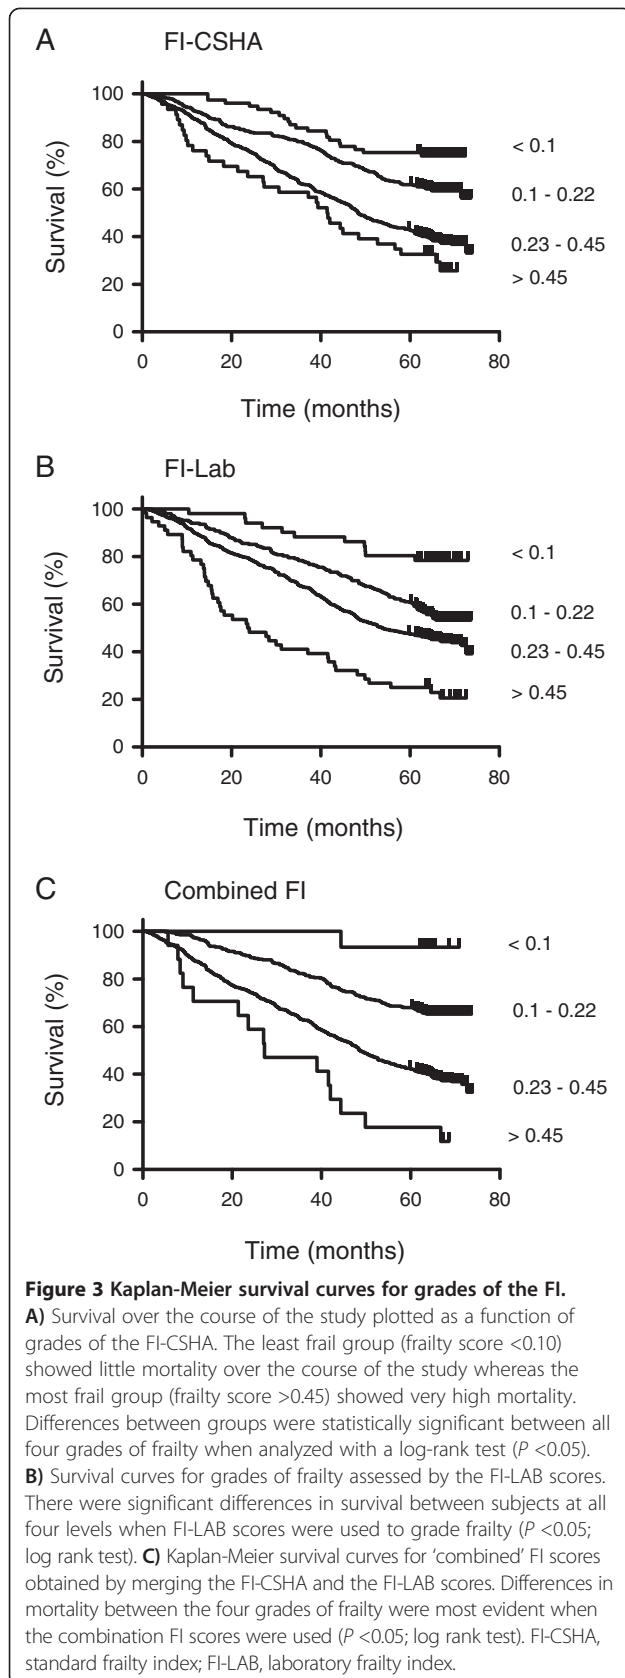 A FI-CSHA
100
80
60
40
20
0
Survival (%)
< 0.1
0.1 - 0.22
0.23 - 0.45
> 0.45
0 20 40 60 80
Time (months)
B FI-Lab
100
80
60
40
20
0
Survival (%)
< 0.1
0.1 - 0.22
0.23 - 0.45
> 0.45
0 20 40 60 80
Time (months)
C Combined FI
100
80
60
40
20
0
Survival (%)
< 0.1
0.1 - 0.22
0.23 - 0.45
> 0.45
0 20 40 60 80
Time (months)
Figure 3 Kaplan-Meier survival curves for grades of the FI.
A) Survival over the course of the study plotted as a function of
grades of the FI-CSHA. The least frail group (frailty score <0.10)
showed little mortality over the course of the study whereas the
most frail group (frailty score >0.45) showed very high mortality.
Differences between groups were statistically significant between all
four grades of frailty when analyzed with a log-rank test (P <0.05).
B) Survival curves for grades of frailty assessed by the FI-LAB scores.
There were significant differences in survival between subjects at all
four levels when FI-LAB scores were used to grade frailty (P <0.05;
log rank test). C) Kaplan-Meier survival curves for ‘combined’ FI scores
obtained by merging the FI-CSHA and the FI-LAB scores. Differences in
mortality between the four grades of frailty were most evident when
the combination FI scores were used (P <0.05; log rank test). FI-CSHA,
standard frailty index; FI-LAB, laboratory frailty index.